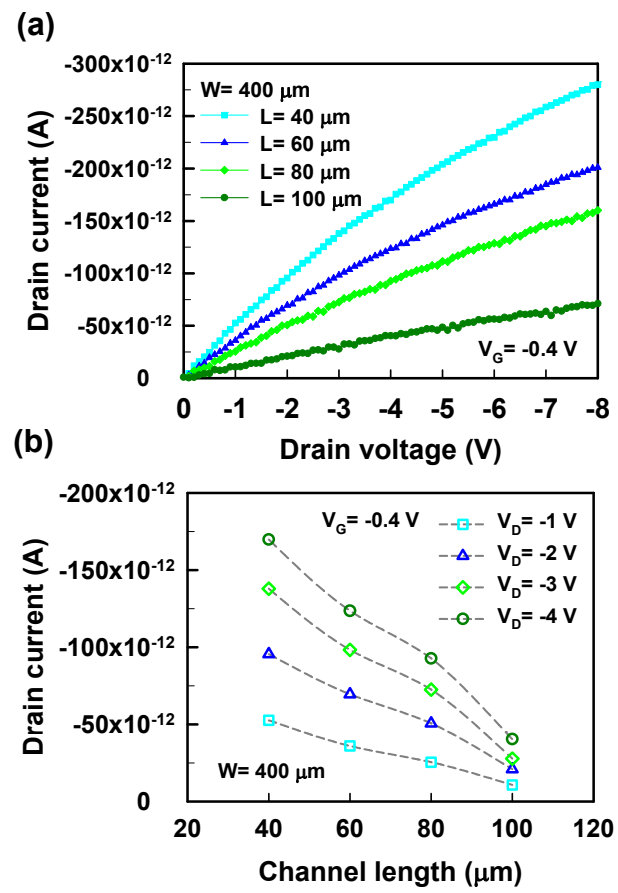 (a)
Drain current (A)
-300x10-12
-250x10-12
-200x10-12
-150x10-12
-100x10-12
-50x10-12
0
W= 400 μm
L= 40 μm
L= 60 μm
L= 80 μm
L= 100 μm
VG= -0.4 V
0 -1 -2 -3 -4 -5 -6 -7 -8
Drain voltage (V)
(b)
Drain current (A)
-200x10-12
-150x10-12
-100x10-12
-50x10-12
0
VG= -0.4 V
VD= -1 V
VD= -2 V
VD= -3 V
VD= -4 V
W= 400 μm
20 40 60 80 100 120
Channel length (μm)